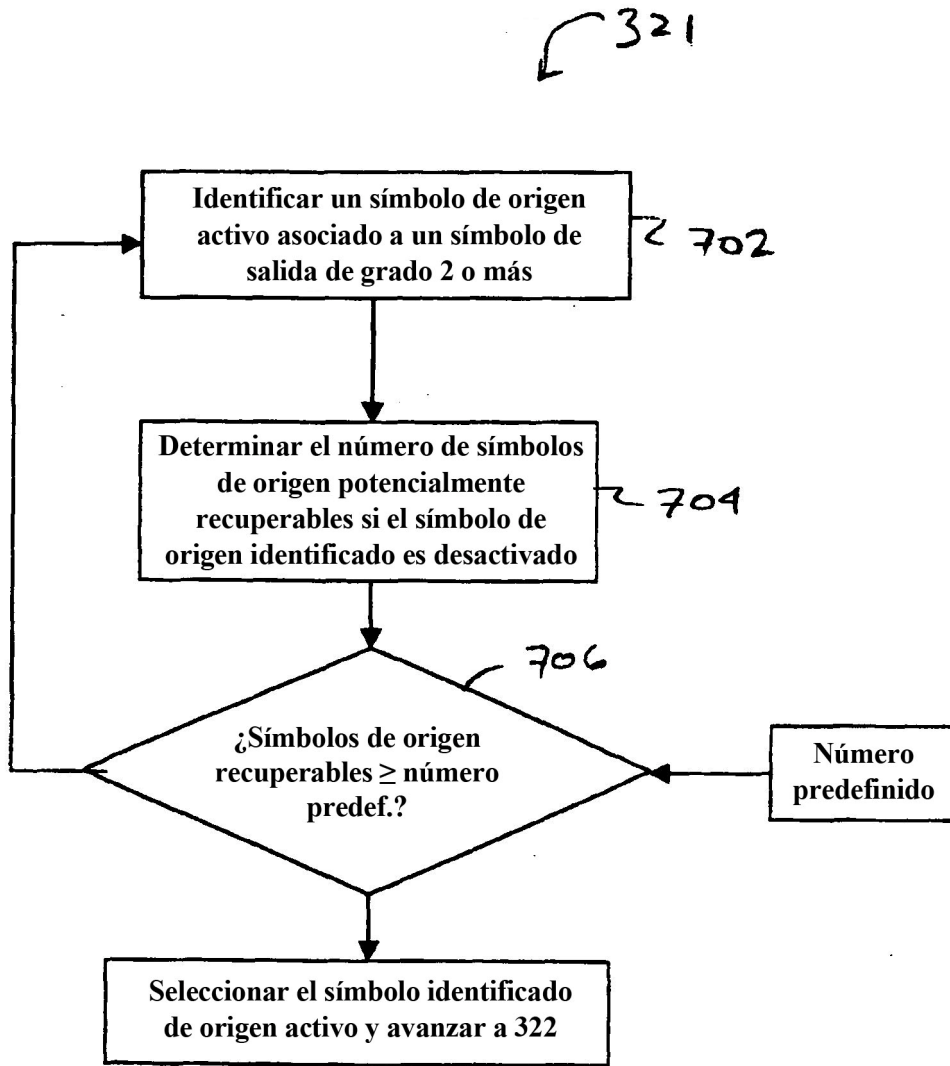 321
Identificar un símbolo de origen
activo asociado a un símbolo de
salida de grado 2 o más
702
Determinar el número de símbolos
de origen potencialmente
recuperables si el símbolo de
origen identificado es desactivado
704
706
¿Símbolos de origen
recuperables ≥ número
predef.?
Número
predefinido
Seleccionar el símbolo identificado
de origen activo y avanzar a 322